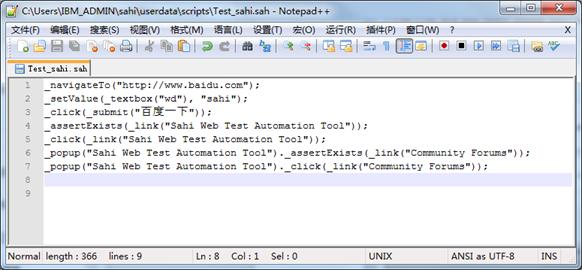 C:\Users\IBM_ADMIN\sahi\userdata\scripts\Test_sahi.sah - Notepad++
文件(F) 编辑(E) 搜索(S) 视图(V) 格式(M) 语言(L) 设置(T) 宏(O) 运行(R) 插件(P) 窗口(W) ? X
Test_sahi.sah
1 _navigateTo("http://www.baidu.com");
2 _setValue(_textbox("wd"), "sahi");
3 _click(_submit("百度一下"));
4 _assertExists(_link("Sahi Web Test Automation Tool"));
5 _click(_link("Sahi Web Test Automation Tool"));
6 _popup("Sahi Web Test Automation Tool")._assertExists(_link("Community Forums"));
7 _popup("Sahi Web Test Automation Tool")._click(_link("Community Forums"));
8
9
Normal length : 366 lines : 9 Ln : 8 Col : 1 Sel : 0 UNIX ANSI as UTF-8 INS